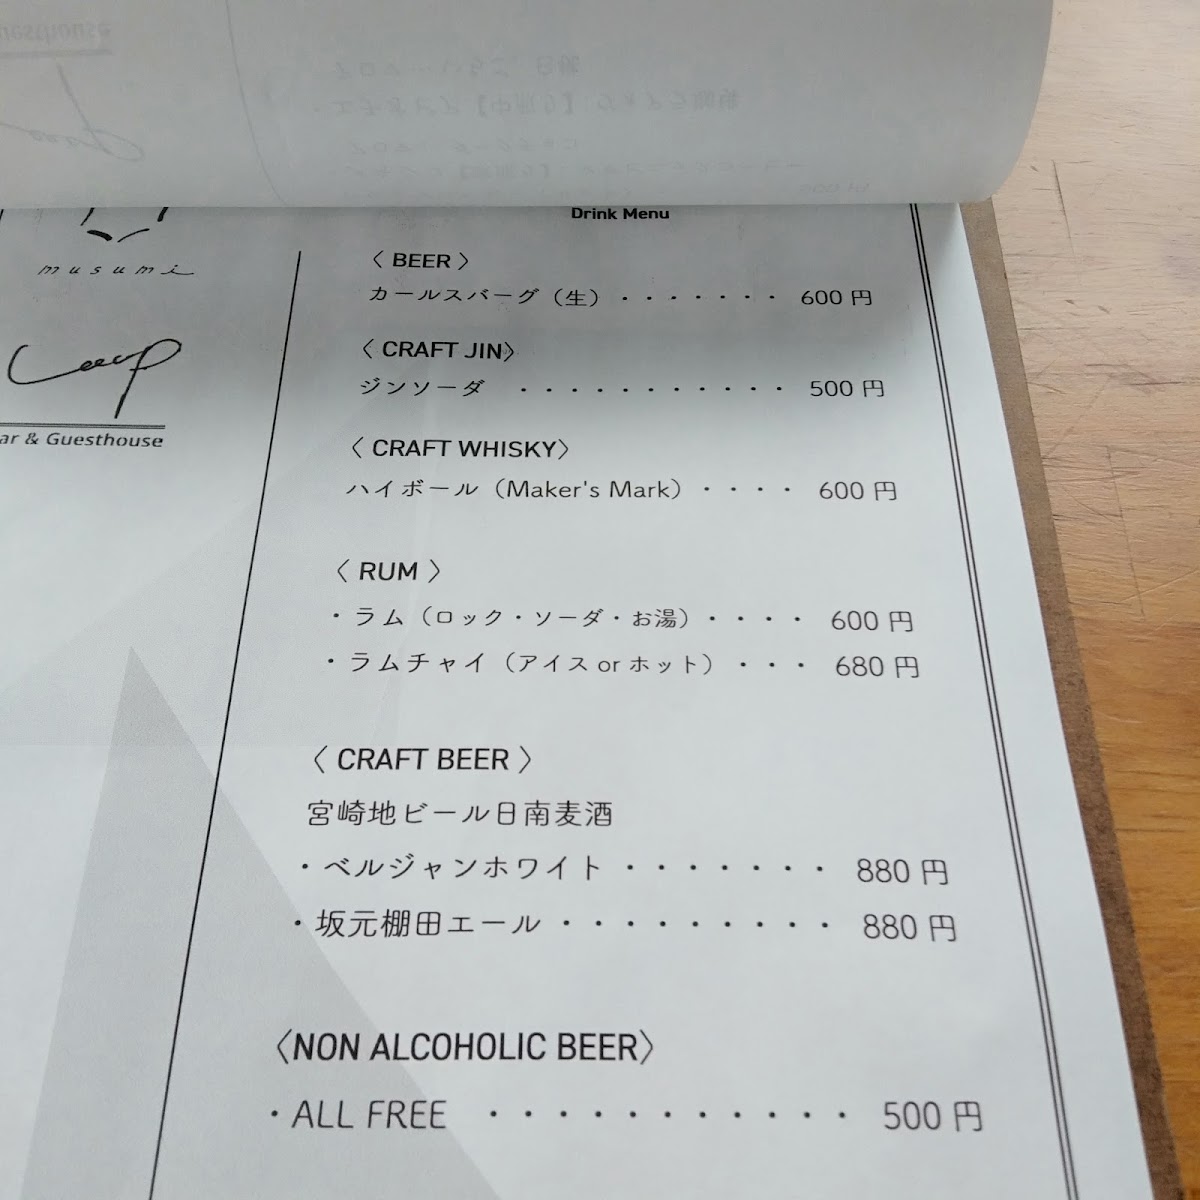 Drink Menu
musumi
〈 BEER 〉
カールスバーグ（生）・・・・・・・ 600 円
〈 CRAFT JIN〉
ジンソーダ ・・・・・・・・・・・ 500 円
ar & Guesthouse
〈 CRAFT WHISKY〉
ハイボール（Maker's Mark）・・・・ 600 円
〈 RUM 〉
・ラム（ロック・ソーダ・お湯）・・・・ 600 円
・ラムチャイ（アイス or ホット）・・・ 680 円
〈 CRAFT BEER 〉
宮崎地ビール日南麦酒
・ベルジャンホワイト・・・・・・・ 880 円
・坂元棚田エール・・・・・・・・・ 880 円
〈NON ALCOHOLIC BEER〉
・ALL FREE ・・・・・・・・・・・ 500 円